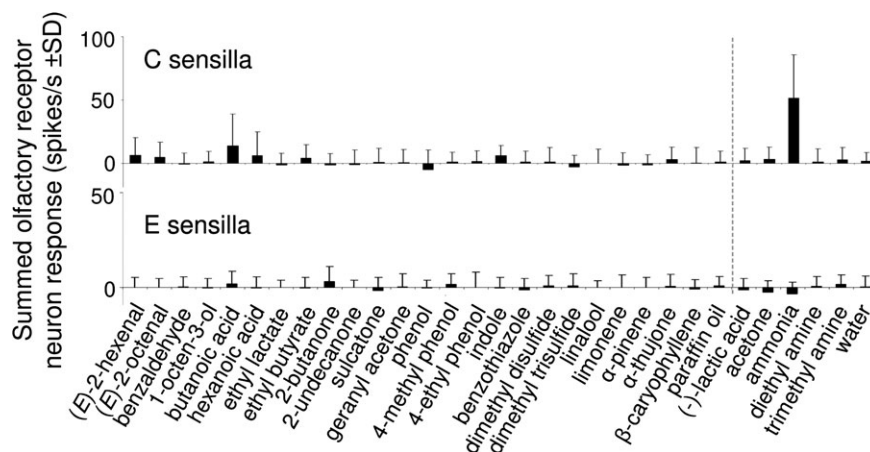 Summed olfactory receptor
neuron response (spikes/s ±SD)
100
C sensilla
50
0
50
E sensilla
0
(E)-2-hexenal
(E)-2-octenal
benzaldehyde
1-octen-3-ol
butanoic acid
hexanoic acid
ethyl lactate
ethyl butyrate
2-butanone
2-undecanone
sulcatone
geranyl acetone
phenol
4-methyl phenol
4-ethyl phenol
indole
benzothiazole
dimethyl disulfide
dimethyl trisulfide
linalool
limonene
α-pinene
α-thujone
β-caryophyllene
paraffin oil
(-)-lactic acid
acetone
ammonia
diethyl amine
trimethyl amine
water